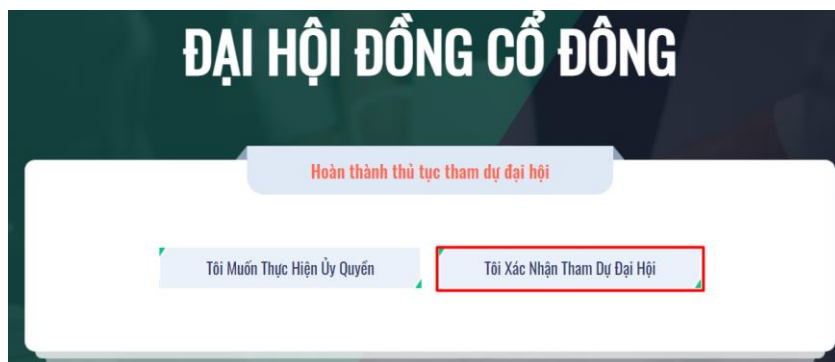 ĐẠI HỘI ĐỒNG CỔ ĐÔNG
Hoàn thành thủ tục tham dự đại hội
Tôi Muốn Thực Hiện Ủy Quyền
Tôi Xác Nhận Tham Dự Đại Hội